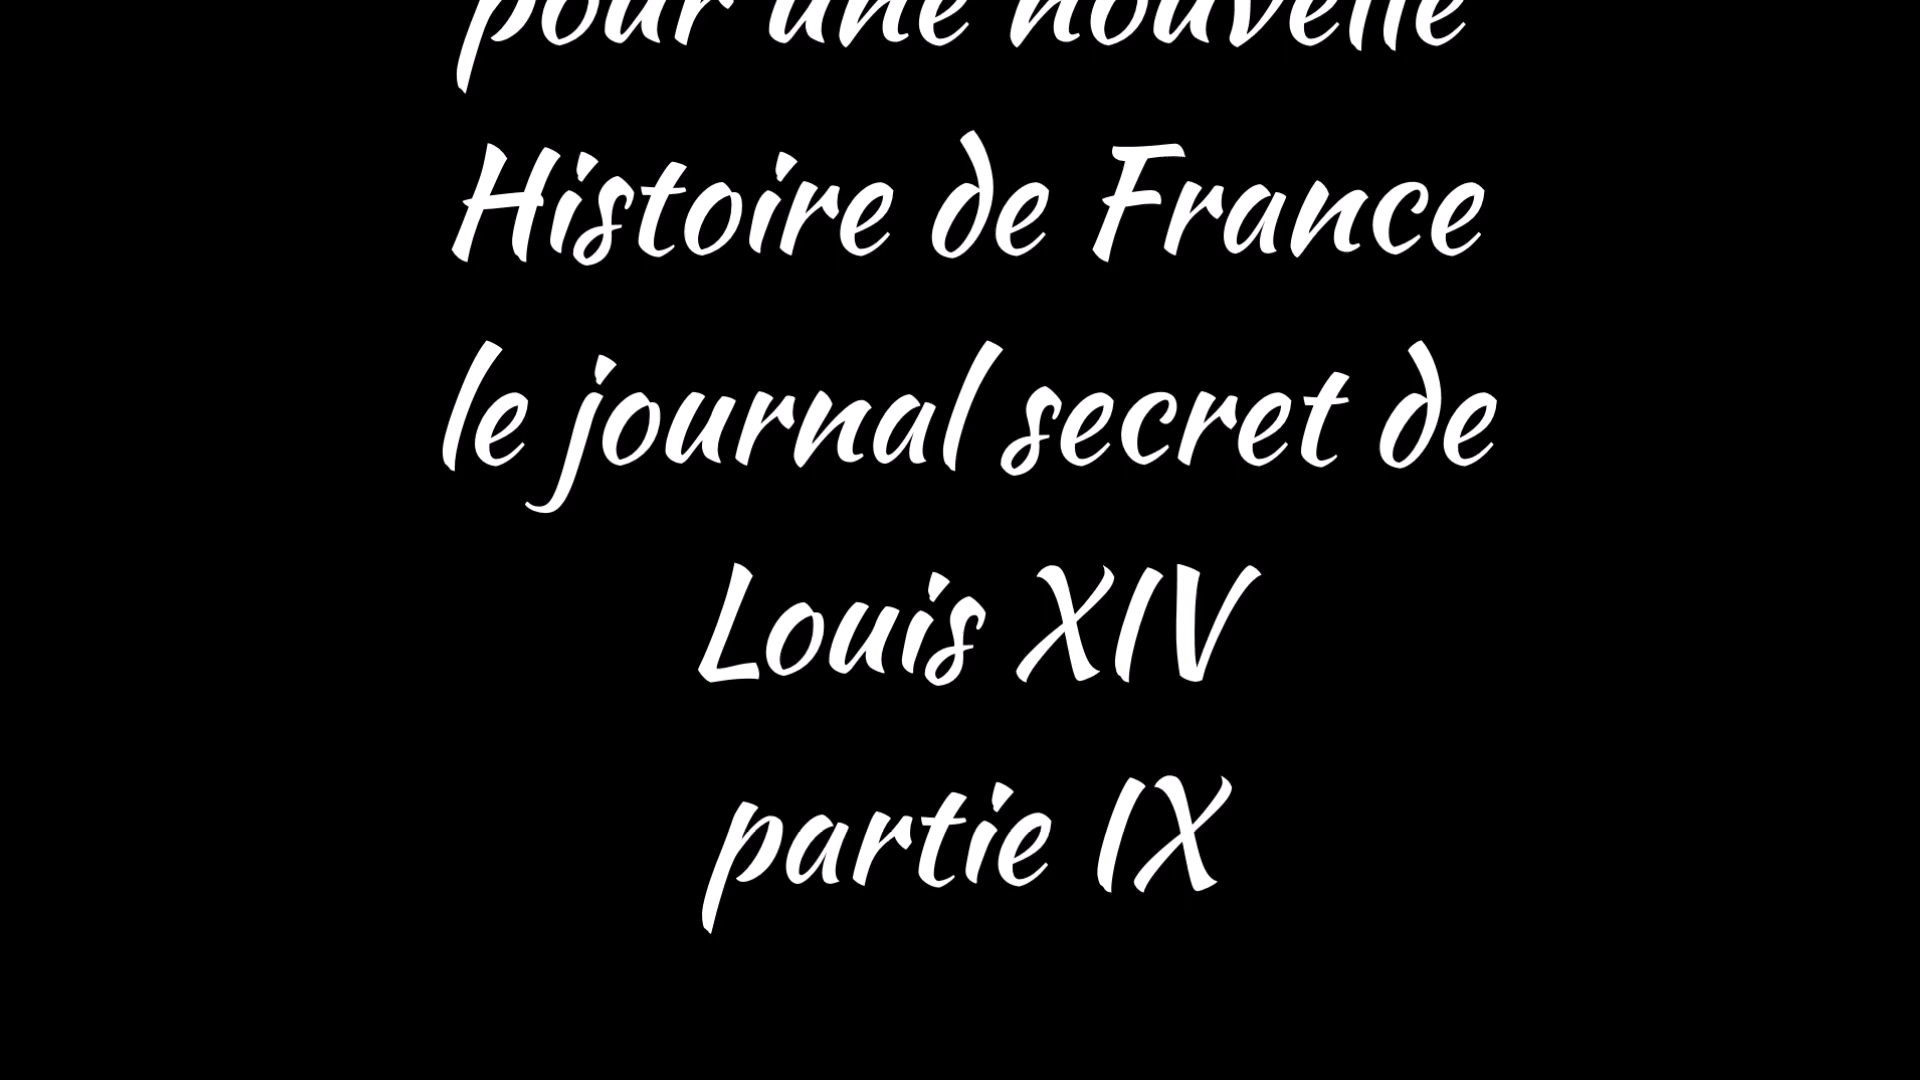 pour une nouvelle
Histoire de France
le journal secret de
Louis XIV
partie IX